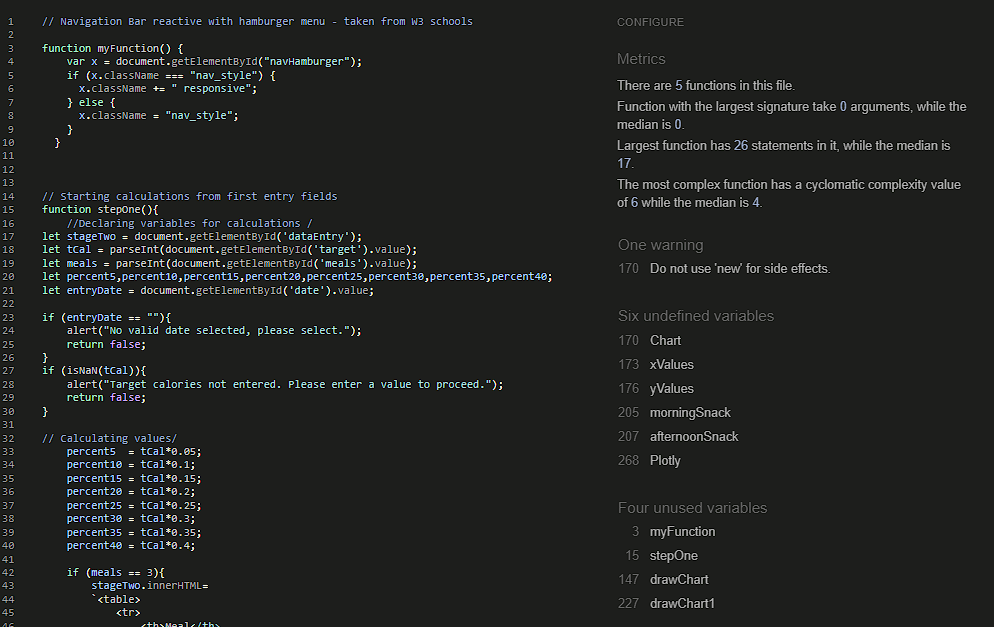 1 // Navigation Bar reactive with hamburger menu - taken from W3 schools
2
3 function myFunction() {
4 var x = document.getElementById("navHamburger");
5 if (x.className === "nav_style") {
6 x.className += " responsive";
7 } else {
8 x.className = "nav_style";
9 }
10 }
11
12
13
14 // Starting calculations from first entry fields
15 function stepOne(){
16 //Declaring variables for calculations /
17 let stageTwo = document.getElementById('dataEntry');
18 let tCal = parseInt(document.getElementById('target').value);
19 let meals = parseInt(document.getElementById('meals').value);
20 let percent5,percent10,percent15,percent20,percent25,percent30,percent35,percent40;
21 let entryDate = document.getElementById('date').value;
22
23 if (entryDate == ""){
24 alert("No valid date selected, please select.");
25 return false;
26 }
27 if (isNaN(tCal)){
28 alert("Target calories not entered. Please enter a value to proceed.");
29 return false;
30 }
31
32 // Calculating values/
33 percent5 = tCal*0.05;
34 percent10 = tCal*0.1;
35 percent15 = tCal*0.15;
36 percent20 = tCal*0.2;
37 percent25 = tCal*0.25;
38 percent30 = tCal*0.3;
39 percent35 = tCal*0.35;
40 percent40 = tCal*0.4;
41
42 if (meals == 3){
43 stageTwo.innerHTML=
44 `<table>
45 <tr>
46 <th>Meal</th>
CONFIGURE
Metrics
There are 5 functions in this file.
Function with the largest signature take 0 arguments, while the
median is 0.
Largest function has 26 statements in it, while the median is
17.
The most complex function has a cyclomatic complexity value
of 6 while the median is 4.
One warning
170 Do not use 'new' for side effects.
Six undefined variables
170 Chart
173 xValues
176 yValues
205 morningSnack
207 afternoonSnack
268 Plotly
Four unused variables
3 myFunction
15 stepOne
147 drawChart
227 drawChart1